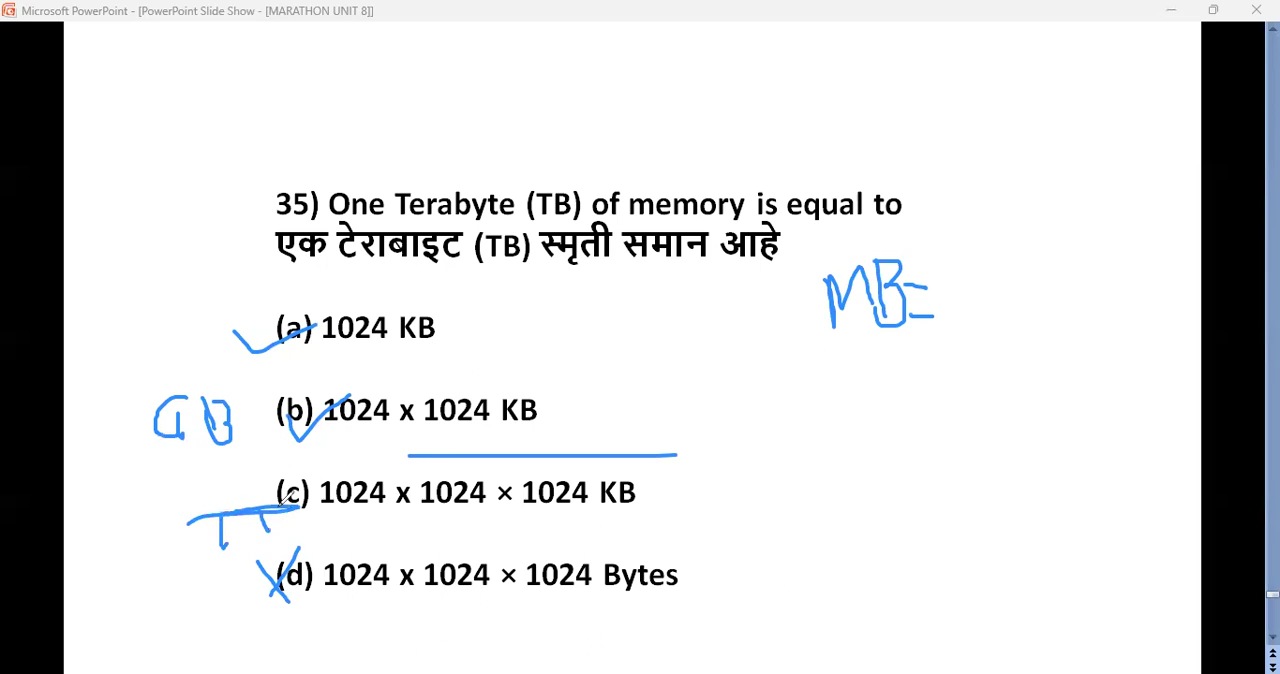 Microsoft PowerPoint - [PowerPoint Slide Show - [MARATHON UNIT 8]]
35) One Terabyte (TB) of memory is equal to
एक टेराबाइट (TB) स्मृती समान आहे
MB=
(a) 1024 KB
GB
(b) 1024 x 1024 KB
(c) 1024 x 1024 × 1024 KB
(d) 1024 x 1024 × 1024 Bytes